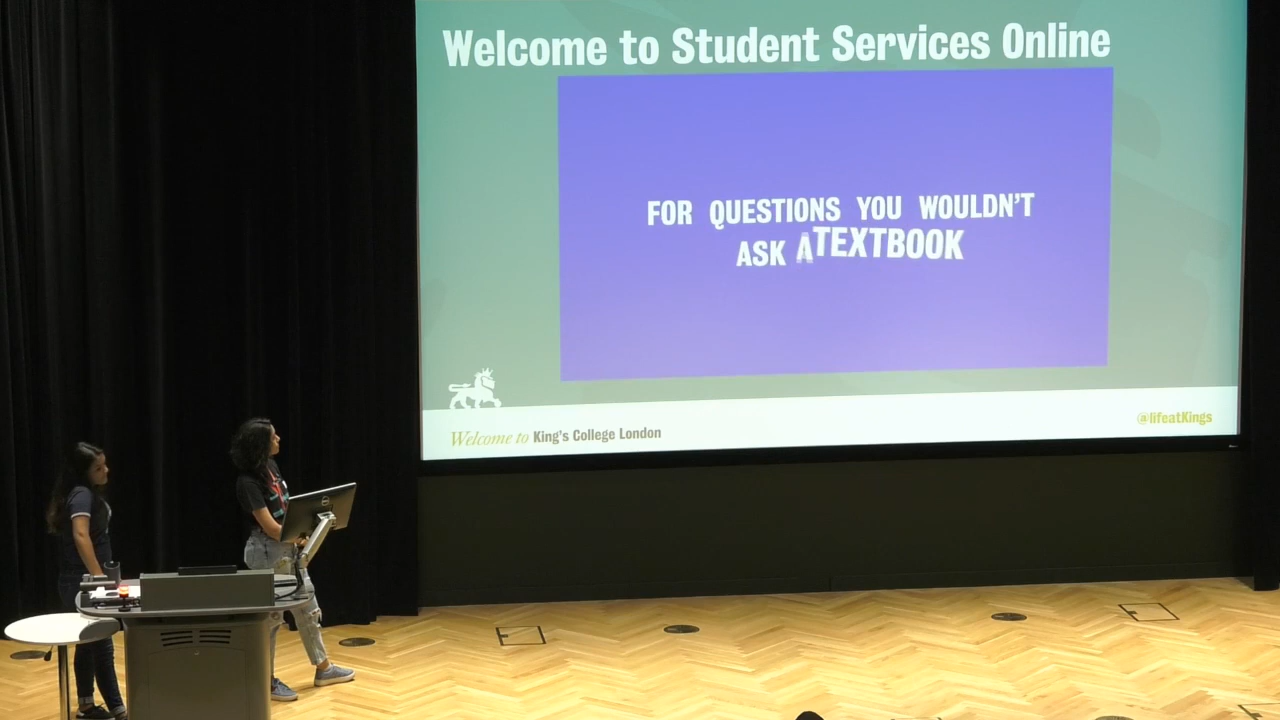 Welcome to Student Services Online
FOR QUESTIONS YOU WOULDN'T
ASK A TEXTBOOK
Welcome to King's College London
@lifeatKings